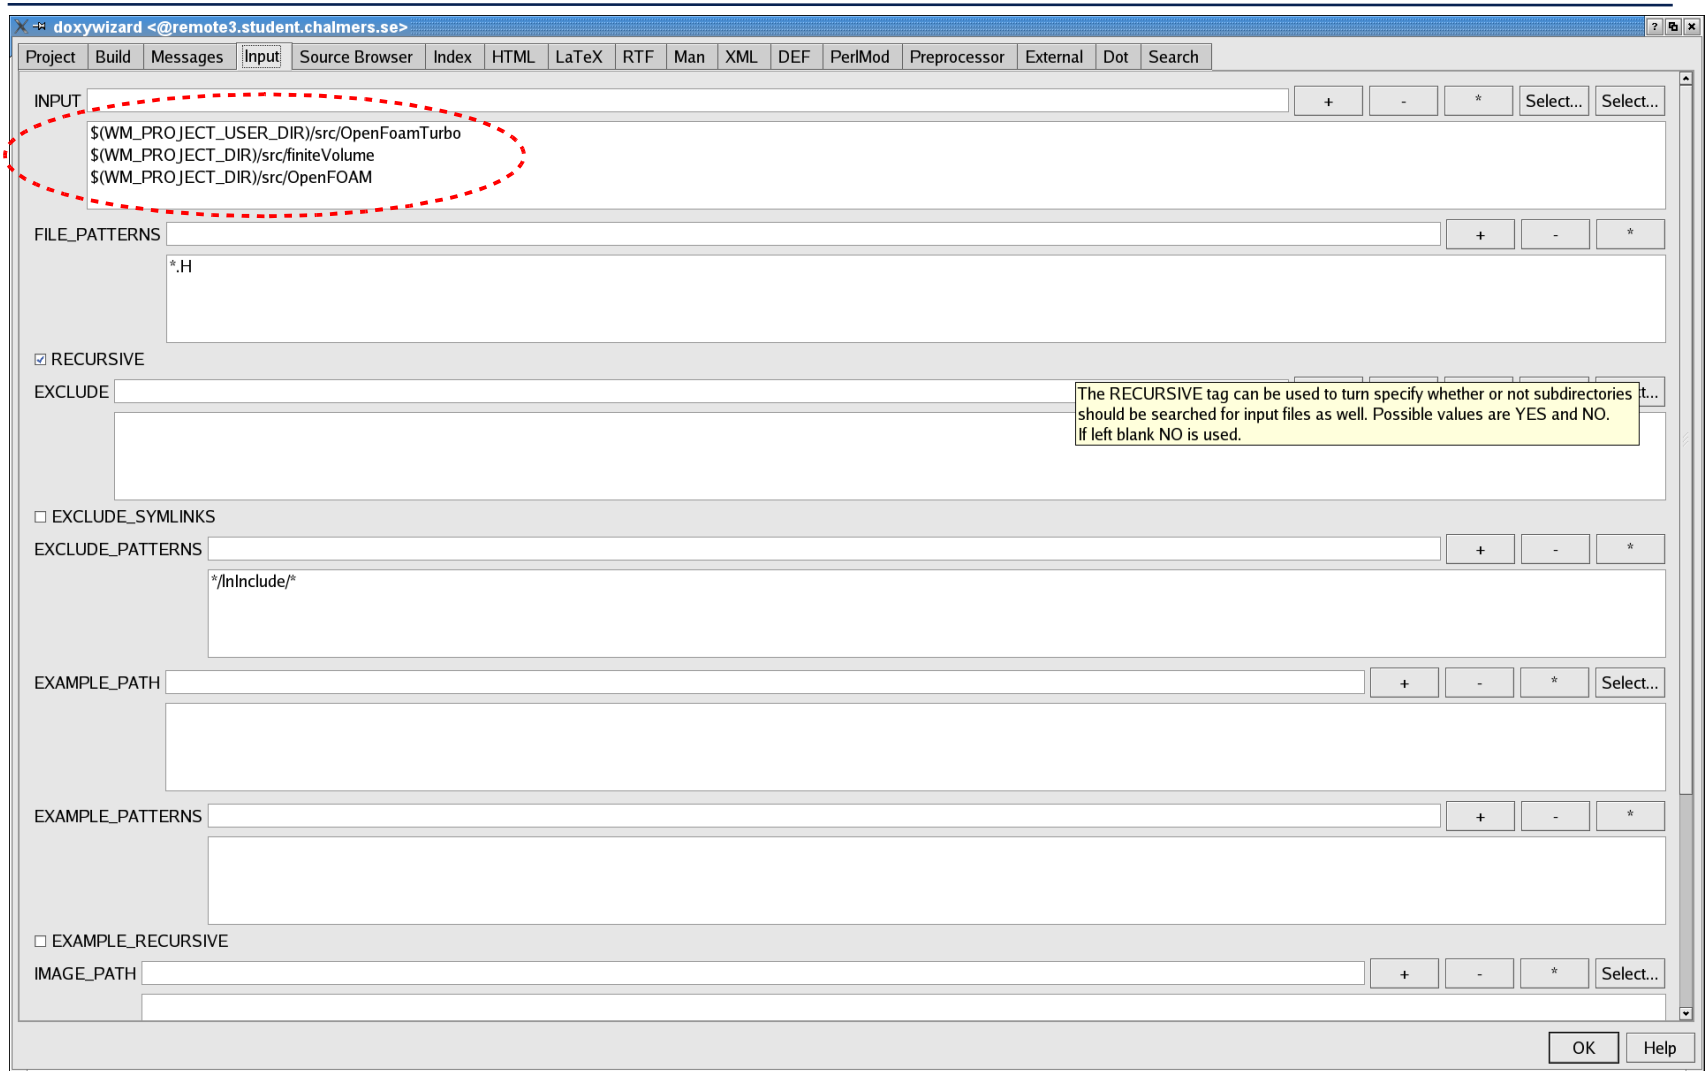 doxywizard <@remote3.student.chalmers.se>
Project Build Messages Input Source Browser Index HTML LaTeX RTF Man XML DEF PerlMod Preprocessor External Dot Search
INPUT + - * Select... Select...
$(WM_PROJECT_USER_DIR)/src/OpenFoamTurbo
$(WM_PROJECT_DIR)/src/finiteVolume
$(WM_PROJECT_DIR)/src/OpenFOAM
FILE_PATTERNS + - *
*.H
RECURSIVE
EXCLUDE t...
The RECURSIVE tag can be used to turn specify whether or not subdirectories
should be searched for input files as well. Possible values are YES and NO.
If left blank NO is used.
EXCLUDE_SYMLINKS
EXCLUDE_PATTERNS + - *
*/lnInclude/*
EXAMPLE_PATH + - * Select...
EXAMPLE_PATTERNS + - *
EXAMPLE_RECURSIVE
IMAGE_PATH + - * Select...
OK Help